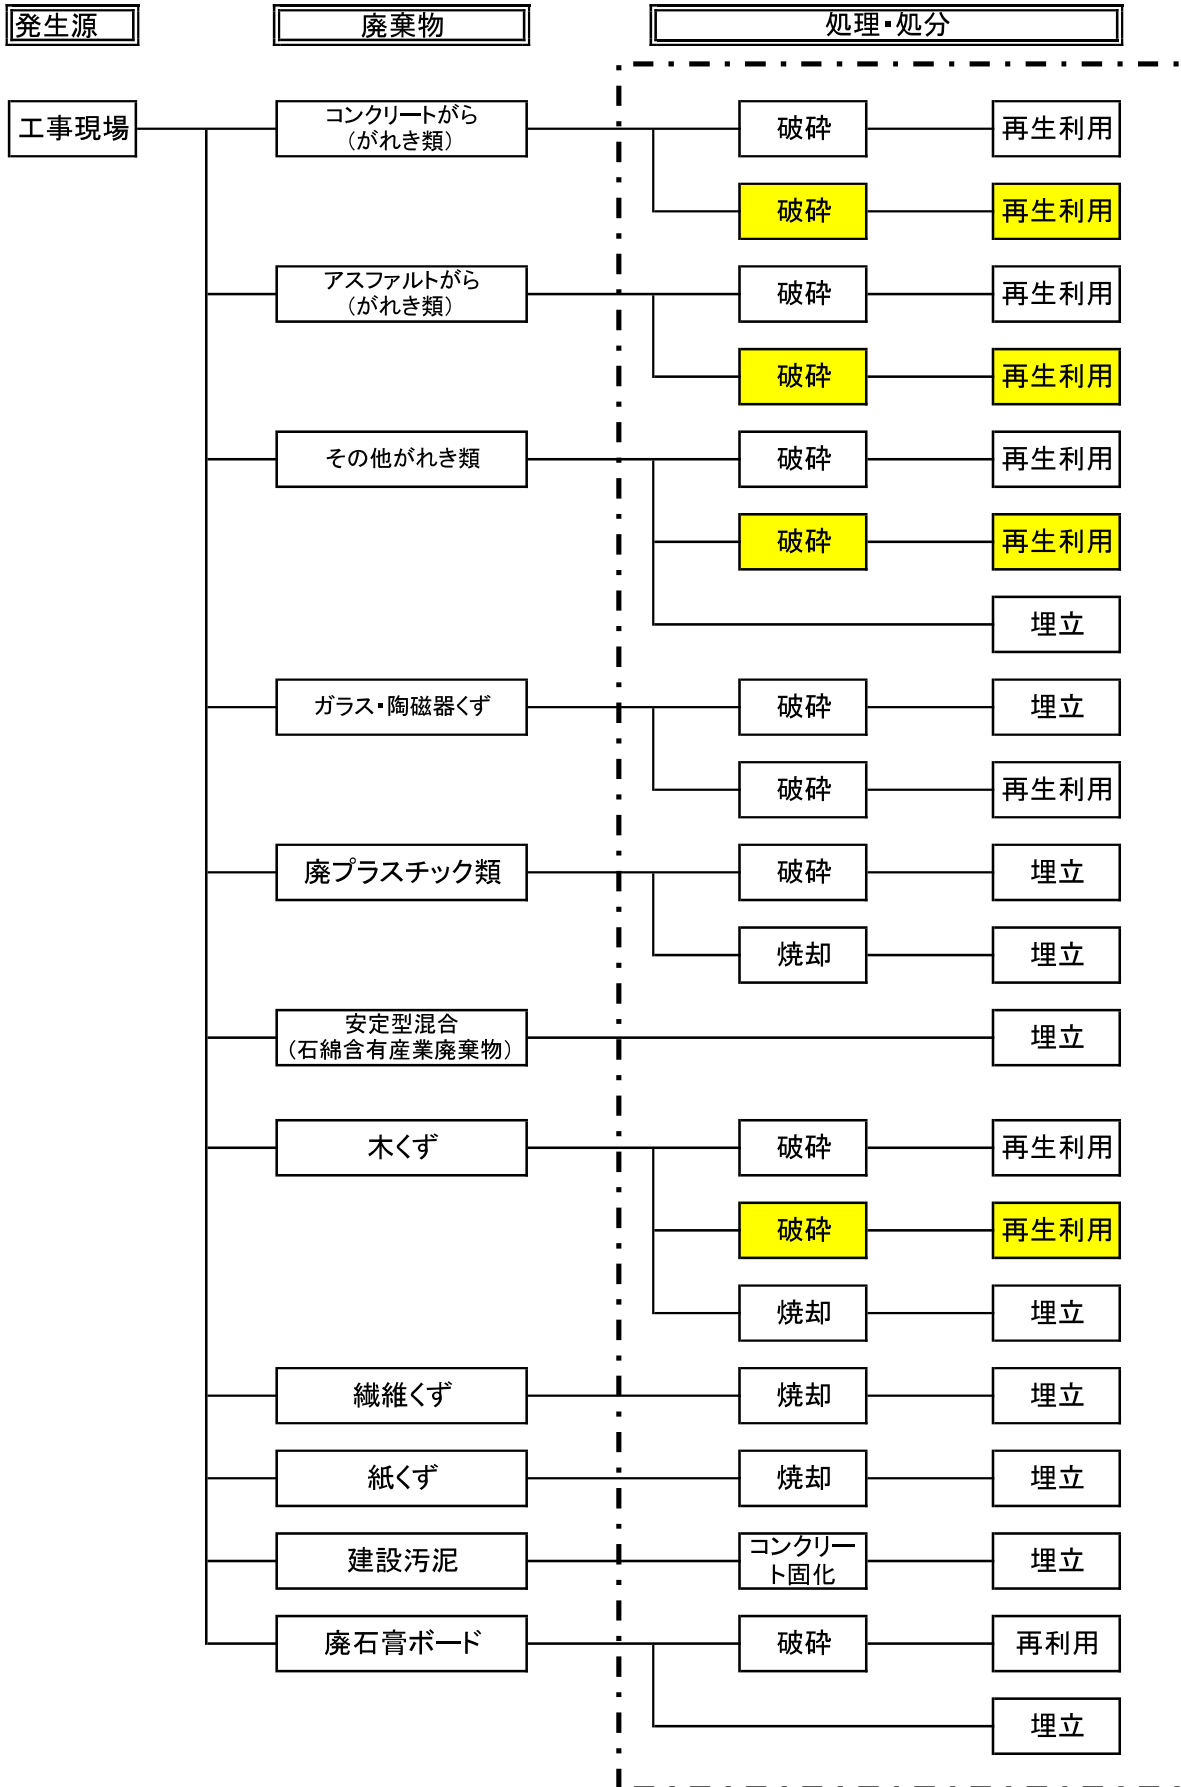 発生源
廃棄物
処理・処分
工事現場
コンクリートがら
(がれき類)
破砕
再生利用
破砕
再生利用
アスファルトがら
(がれき類)
破砕
再生利用
破砕
再生利用
その他がれき類
破砕
再生利用
破砕
再生利用
埋立
ガラス・陶磁器くず
破砕
埋立
破砕
再生利用
廃プラスチック類
破砕
埋立
焼却
埋立
安定型混合
(石綿含有産業廃棄物)
埋立
木くず
破砕
再生利用
破砕
再生利用
焼却
埋立
繊維くず
焼却
埋立
紙くず
焼却
埋立
建設汚泥
コンクリー
ト固化
埋立
廃石膏ボード
破砕
再利用
埋立